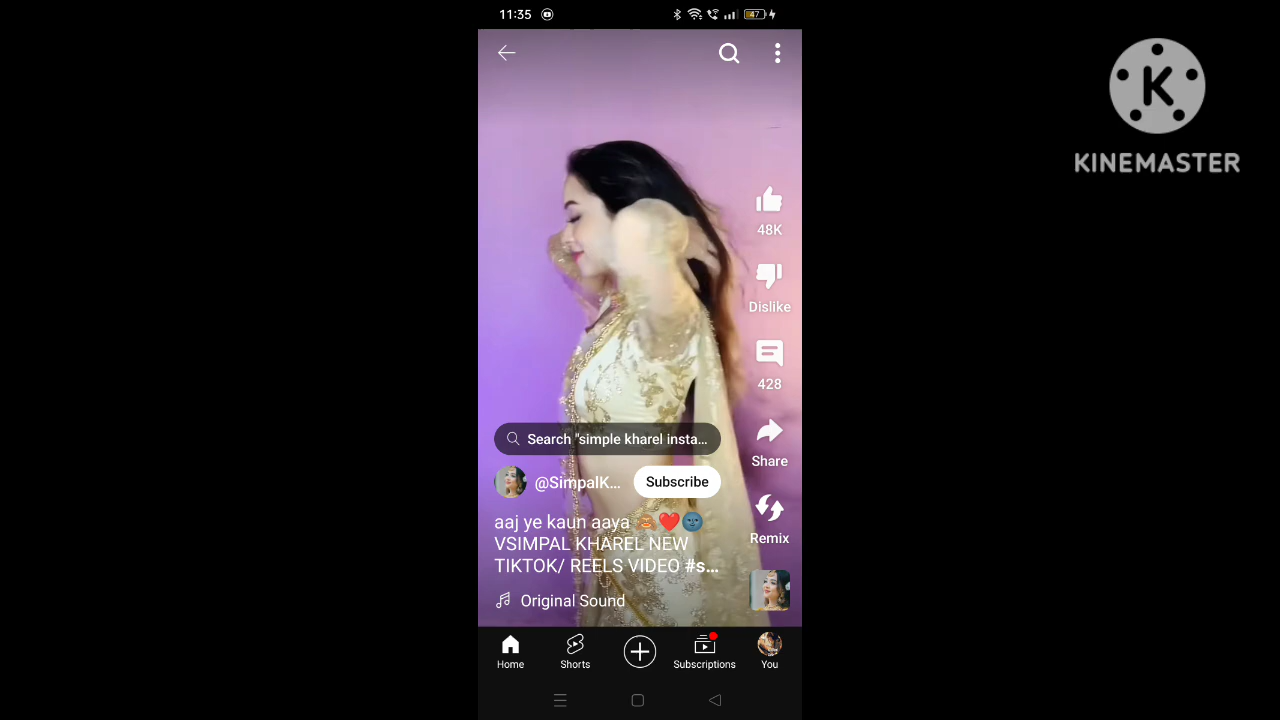 11:35
47
KINEMASTER
48K
Dislike
428
Share
Remix
Search "simple kharel insta...
@SimpalK...
Subscribe
aaj ye kaun aaya
VSIMPAL KHAREL NEW
TIKTOK/ REELS VIDEO #s...
Original Sound
Home
Shorts
Subscriptions
You